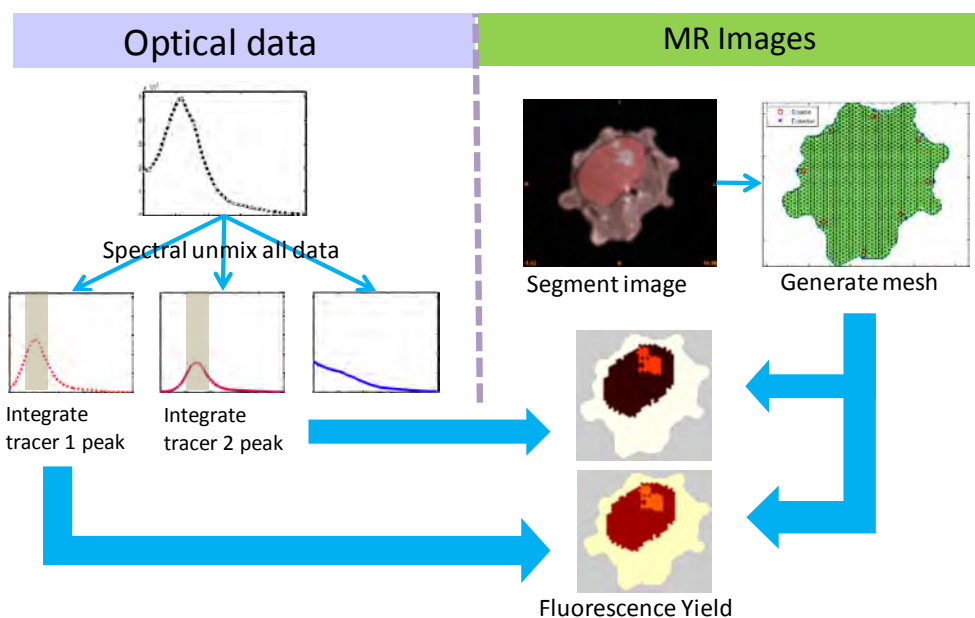 Optical data
MR Images
Spectral unmix all data
Segment image
Generate mesh
Integrate
tracer 1 peak
Integrate
tracer 2 peak
Fluorescence Yield